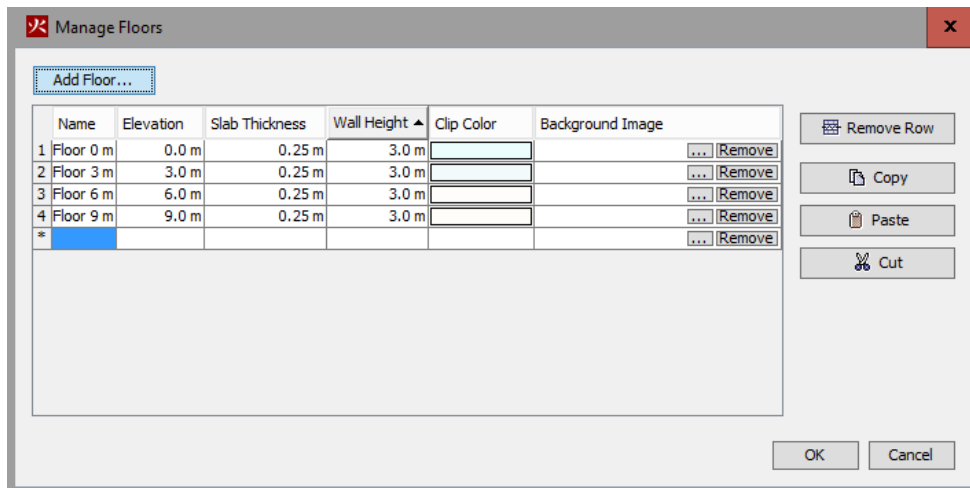 Manage Floors
x
Add Floor...
Name Elevation Slab Thickness Wall Height Clip Color Background Image
1 Floor 0 m 0.0 m 0.25 m 3.0 m ... Remove
2 Floor 3 m 3.0 m 0.25 m 3.0 m ... Remove
3 Floor 6 m 6.0 m 0.25 m 3.0 m ... Remove
4 Floor 9 m 9.0 m 0.25 m 3.0 m ... Remove
* ... Remove
Remove Row
Copy
Paste
Cut
OK Cancel